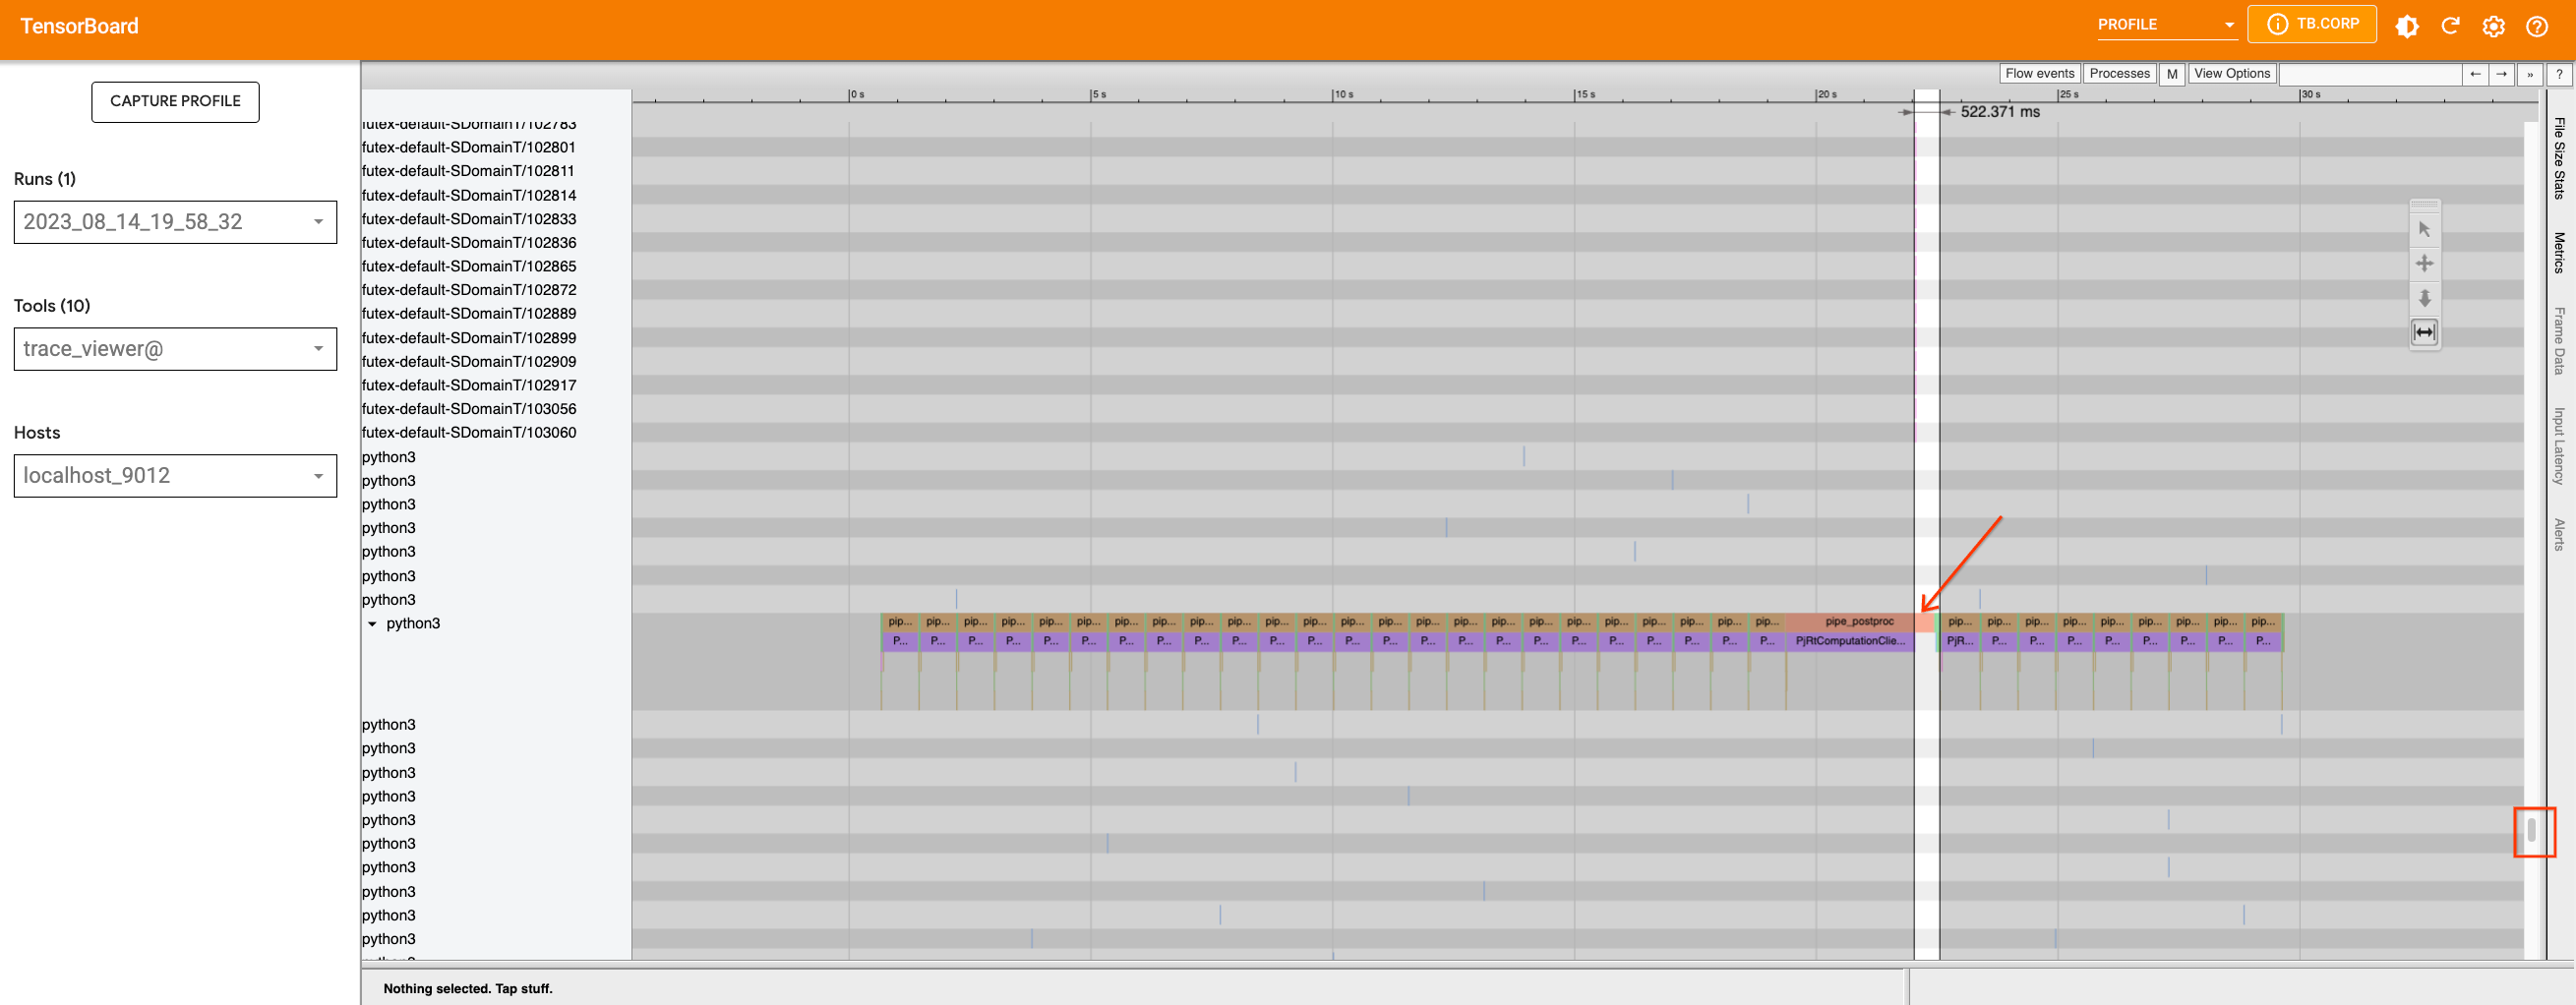 TensorBoard
PROFILE
TB.CORP
CAPTURE PROFILE
Runs (1)
2023_08_14_19_58_32
Tools (10)
trace_viewer@
Hosts
localhost_9012
Flow events Processes M View Options ← → » ?
0 s 5 s 10 s 15 s 20 s 25 s 30 s
522.371 ms
futex-default-SDomainT/102783
futex-default-SDomainT/102801
futex-default-SDomainT/102811
futex-default-SDomainT/102814
futex-default-SDomainT/102833
futex-default-SDomainT/102836
futex-default-SDomainT/102865
futex-default-SDomainT/102872
futex-default-SDomainT/102889
futex-default-SDomainT/102899
futex-default-SDomainT/102909
futex-default-SDomainT/102917
futex-default-SDomainT/103056
futex-default-SDomainT/103060
python3
python3
python3
python3
python3
python3
python3
python3
pip... pip... pip... pip... pip... pip... pip... pip... pip... pip... pip... pip... pip... pip... pip... pip... pip... pip... pip... pip... pip... pip... pip... pip... pipe_postproc pip... pip... pip... pip... pip... pip... pip... pip... pip...
P... P... P... P... P... P... P... P... P... P... P... P... P... P... P... P... P... P... P... P... P... P... P... P... PjRtComputationClie... PjR... P... P... P... P... P... P... P... P...
python3
python3
python3
python3
python3
python3
python3
python3
python3
python3
File Size Stats
Metrics
Frame Data
Input Latency
Alerts
Nothing selected. Tap stuff.